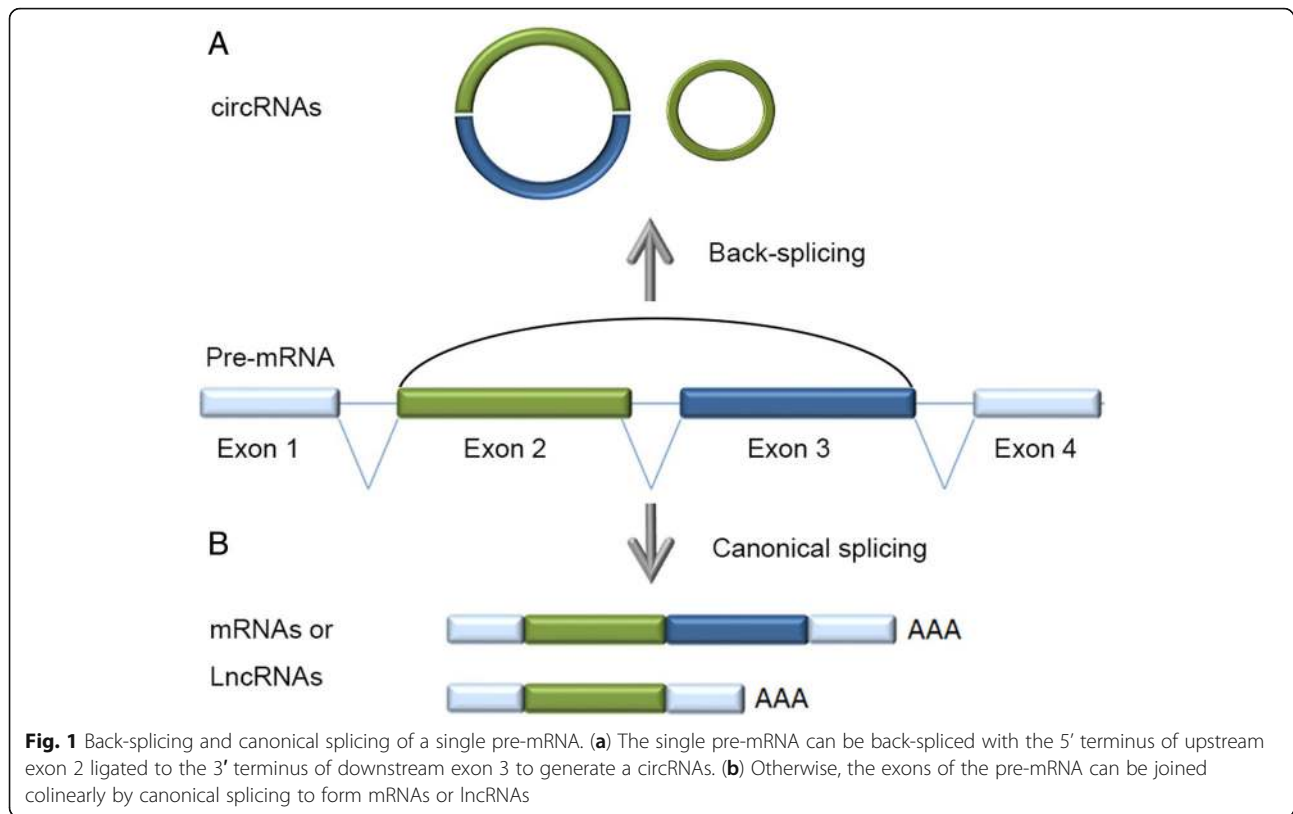 A
circRNAs
Back-splicing
Pre-mRNA
Exon 1
Exon 2
Exon 3
Exon 4
B
Canonical splicing
mRNAs or
LncRNAs
AAA
AAA
Fig. 1 Back-splicing and canonical splicing of a single pre-mRNA. (a) The single pre-mRNA can be back-spliced with the 5′ terminus of upstream
exon 2 ligated to the 3′ terminus of downstream exon 3 to generate a circRNAs. (b) Otherwise, the exons of the pre-mRNA can be joined
colinearly by canonical splicing to form mRNAs or lncRNAs